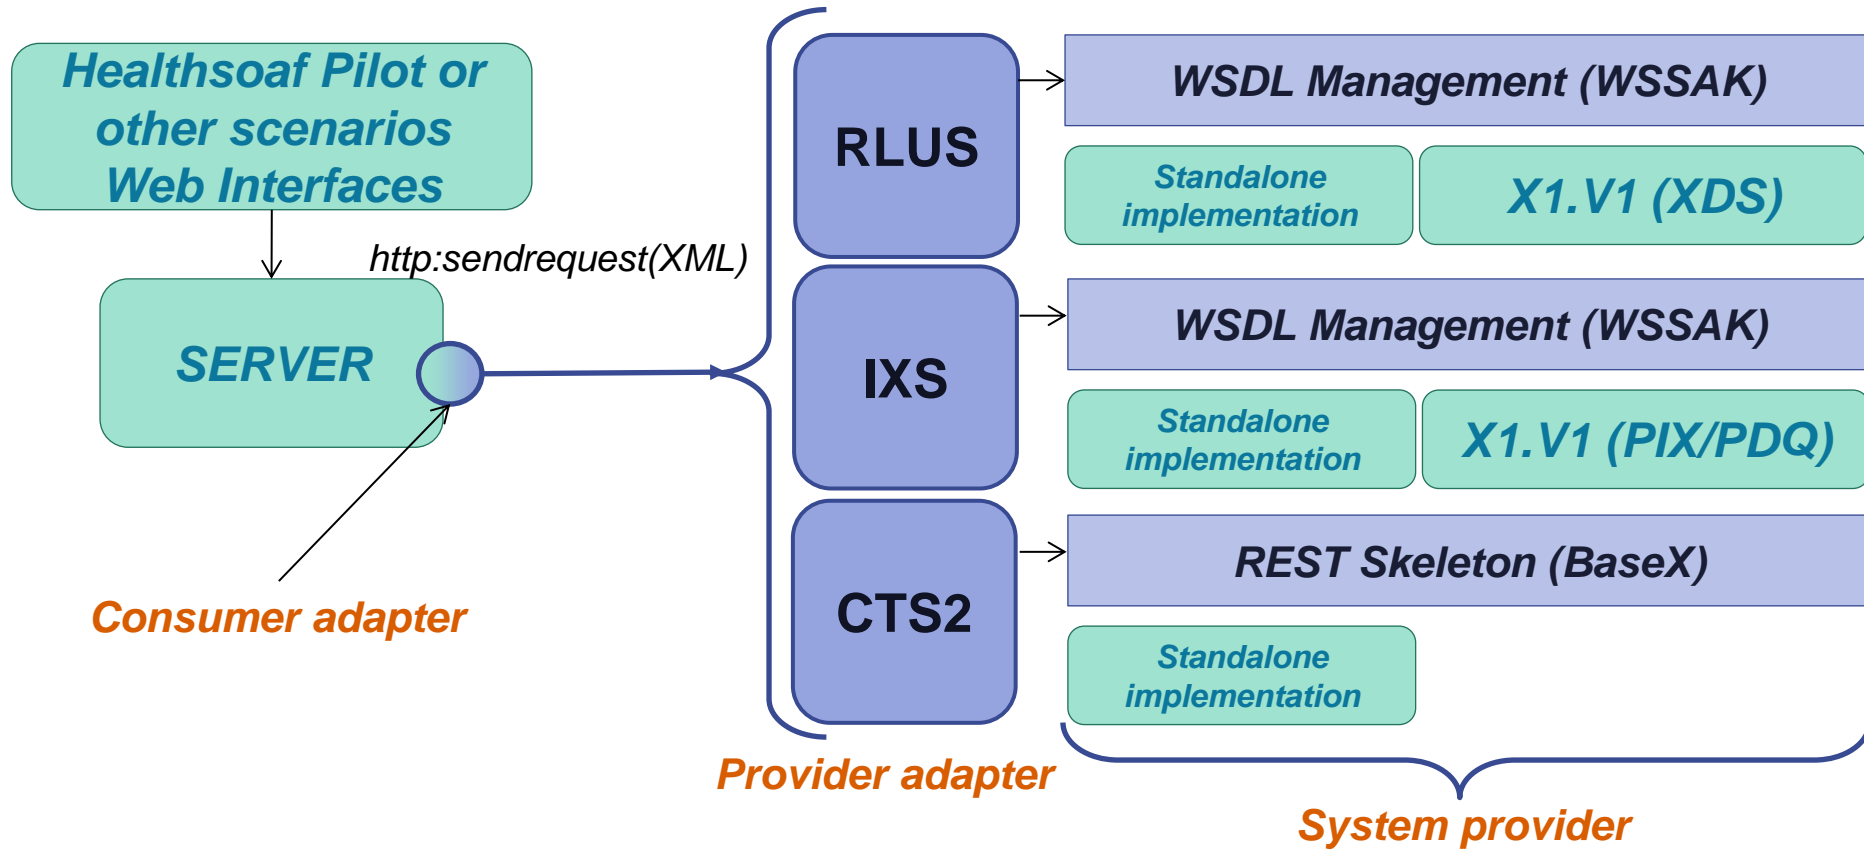 Healthsoaf Pilot or
other scenarios
Web Interfaces
http:sendrequest(XML)
SERVER
Consumer adapter
RLUS
IXS
CTS2
Provider adapter
WSDL Management (WSSAK)
Standalone
implementation
X1.V1 (XDS)
WSDL Management (WSSAK)
Standalone
implementation
X1.V1 (PIX/PDQ)
REST Skeleton (BaseX)
Standalone
implementation
System provider